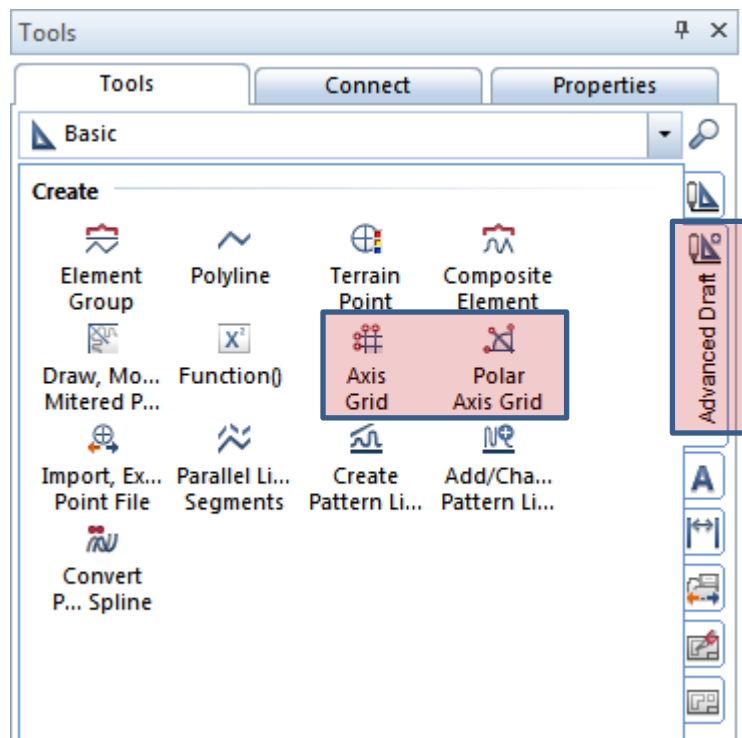 Tools
Tools Connect Properties
Basic
Create
Element Group
Polyline
Terrain Point
Composite Element
Draw, Mo... Mitered P...
X² Function()
Axis Grid
Polar Axis Grid
Import, Ex... Point File
Parallel Li... Segments
Create Pattern Li...
Add/Cha... Pattern Li...
Convert P... Spline
Advanced Draft
A